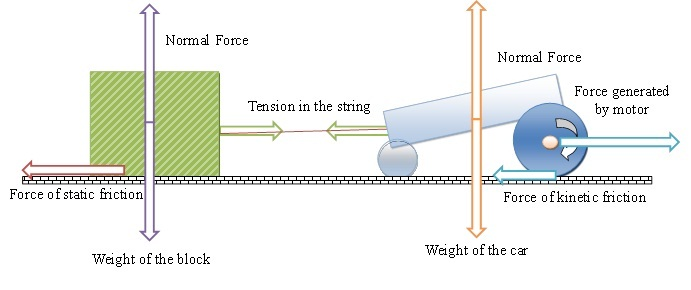 Normal Force
Normal Force
Force generated
by motor
Tension in the string
Force of static friction
Force of kinetic friction
Weight of the block
Weight of the car